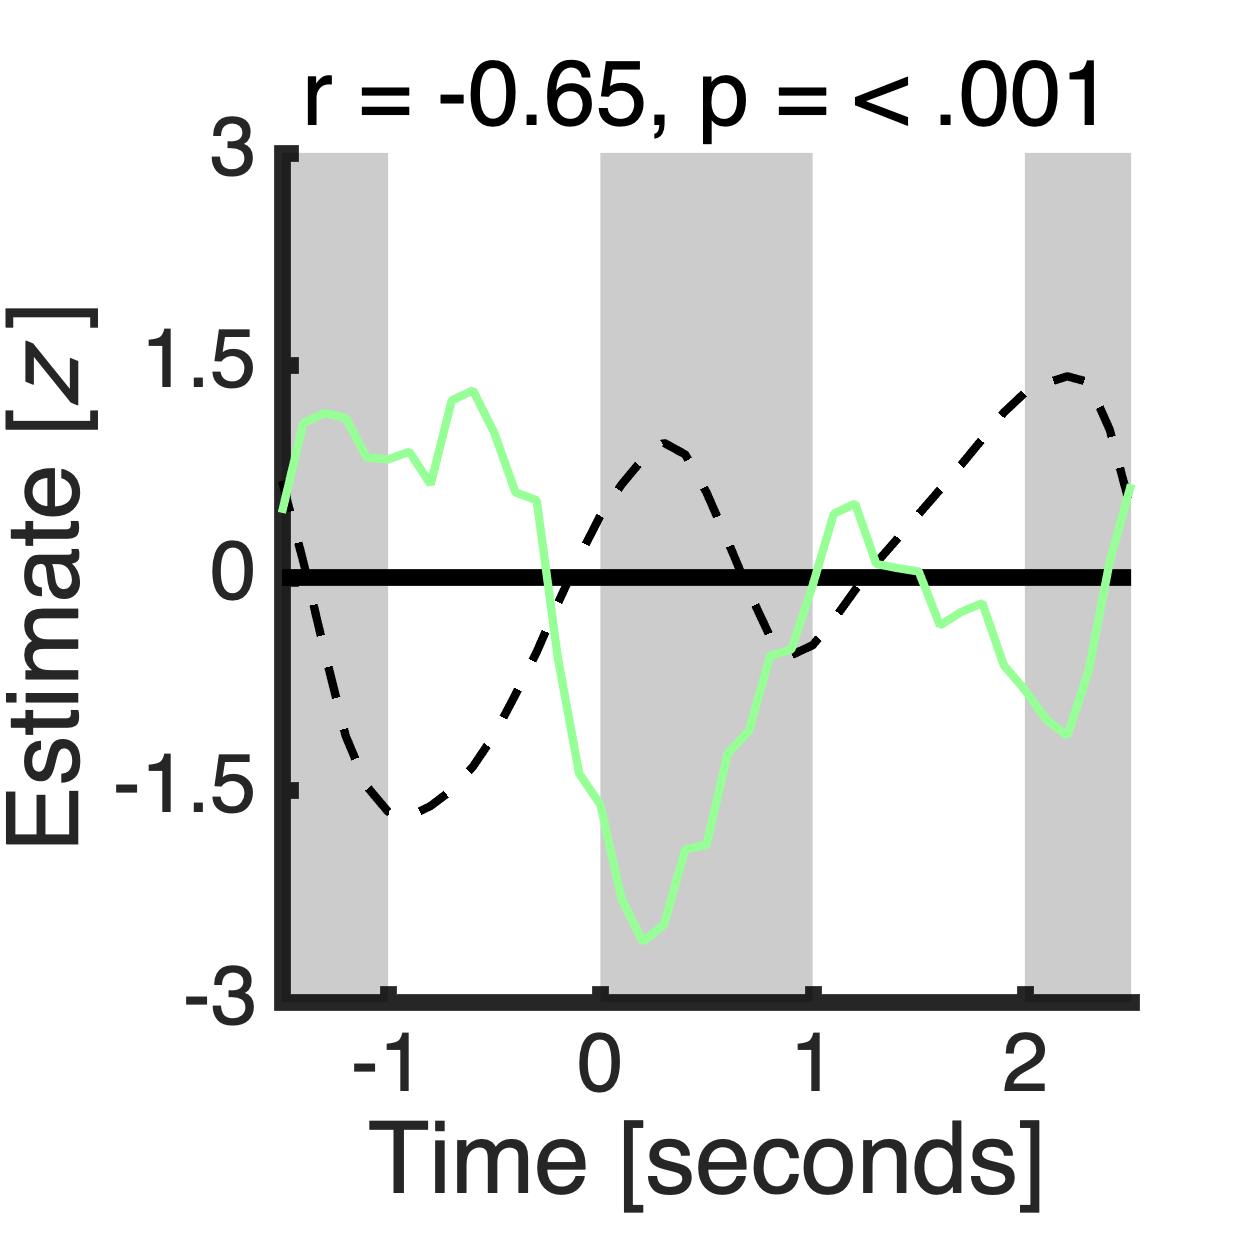 r = -0.65, p = < .001
3
1.5
0
-1.5
-3
Estimate [z]
-1 0 1 2
Time [seconds]